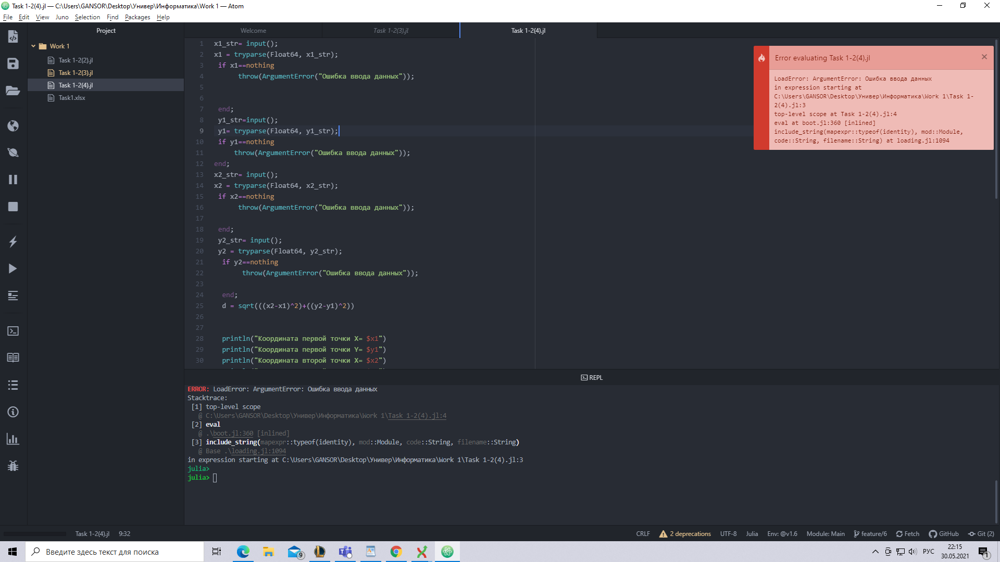 Task 1-2(4).jl — C:\Users\GANSOR\Desktop\Универ\Информатика\Work 1 — Atom
File Edit View Juno Selection Find Packages Help
Project
Work 1
Task 1-2(2).jl
Task 1-2(3).jl
Task 1-2(4).jl
Task1.xlsx
Welcome Task 1-2(3).jl Task 1-2(4).jl
1 x1_str= input();
2 x1 = tryparse(Float64, x1_str);
3 if x1==nothing
4 throw(ArgumentError("Ошибка ввода данных"));
5
6
7 end;
8 y1_str=input();
9 y1= tryparse(Float64, y1_str);
10 if y1==nothing
11 throw(ArgumentError("Ошибка ввода данных"));
12 end;
13 x2_str= input();
14 x2 = tryparse(Float64, x2_str);
15 if x2==nothing
16 throw(ArgumentError("Ошибка ввода данных"));
17
18 end;
19 y2_str= input();
20 y2 = tryparse(Float64, y2_str);
21 if y2==nothing
22 throw(ArgumentError("Ошибка ввода данных"));
23
24 end;
25 d = sqrt(((x2-x1)^2)+((y2-y1)^2))
26
27
28 println("Координата первой точки X= $x1")
29 println("Координата первой точки Y= $y1")
30 println("Координата второй точки X= $x2")
Error evaluating Task 1-2(4).jl
LoadError: ArgumentError: Ошибка ввода данных
in expression starting at
C:\Users\GANSOR\Desktop\Универ\Информатика\Work 1\Task 1-
2(4).jl:3
top-level scope at Task 1-2(4).jl:4
eval at boot.jl:360 [inlined]
include_string(mapexpr::typeof(identity), mod::Module,
code::String, filename::String) at loading.jl:1094
REPL
ERROR: LoadError: ArgumentError: Ошибка ввода данных
Stacktrace:
[1] top-level scope
@ C:\Users\GANSOR\Desktop\Универ\Информатика\Work 1\Task 1-2(4).jl:4
[2] eval
@ .\boot.jl:360 [inlined]
[3] include_string(mapexpr::typeof(identity), mod::Module, code::String, filename::String)
@ Base .\loading.jl:1094
in expression starting at C:\Users\GANSOR\Desktop\Универ\Информатика\Work 1\Task 1-2(4).jl:3
julia>
julia>
Task 1-2(4).jl 9:32 CRLF 2 deprecations UTF-8 Julia Env: @v1.6 Module: Main feature/6 Fetch GitHub Git (2)
Введите здесь текст для поиска
9
РУС
22:15
30.05.2021
1